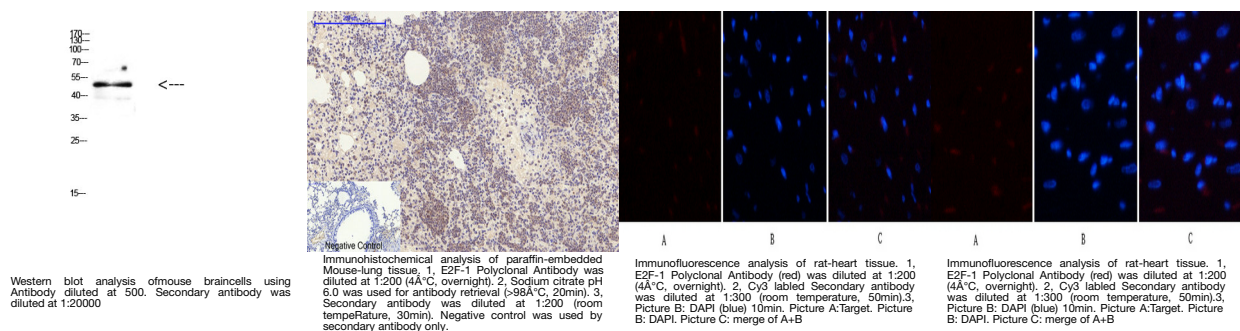 170—
130—
100—
70—
55—
40—
35—
25—
15—
<---
Western blot analysis ofmouse braincells using
Antibody diluted at 500. Secondary antibody was
diluted at 1:20000
Negative Control
Immunohistochemical analysis of paraffin-embedded
Mouse-lung tissue. 1, E2F-1 Polyclonal Antibody was
diluted at 1:200 (4Â°C, overnight). 2, Sodium citrate pH
6.0 was used for antibody retrieval (>98Â°C, 20min). 3,
Secondary antibody was diluted at 1:200 (room
tempeRature, 30min). Negative control was used by
secondary antibody only.
A B C
Immunofluorescence analysis of rat-heart tissue. 1,
E2F-1 Polyclonal Antibody (red) was diluted at 1:200
(4Â°C, overnight). 2, Cy3 labled Secondary antibody
was diluted at 1:300 (room temperature, 50min).3,
Picture B: DAPI (blue) 10min. Picture A:Target. Picture
B: DAPI. Picture C: merge of A+B
A B C
Immunofluorescence analysis of rat-heart tissue. 1,
E2F-1 Polyclonal Antibody (red) was diluted at 1:200
(4Â°C, overnight). 2, Cy3 labled Secondary antibody
was diluted at 1:300 (room temperature, 50min).3,
Picture B: DAPI (blue) 10min. Picture A:Target. Picture
B: DAPI. Picture C: merge of A+B